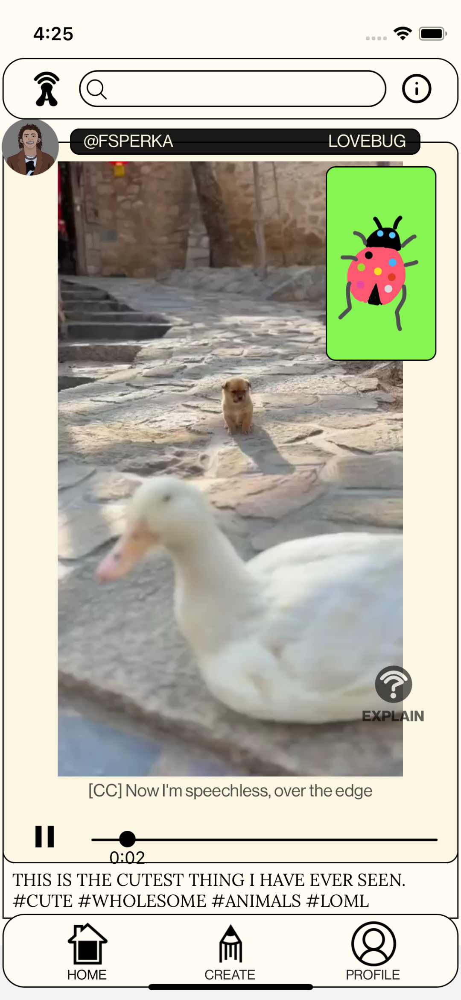 4:25
@FSPERKA LOVEBUG
EXPLAIN
[CC] Now I'm speechless, over the edge
0:02
THIS IS THE CUTEST THING I HAVE EVER SEEN.
#CUTE #WHOLESOME #ANIMALS #LOML
HOME CREATE PROFILE